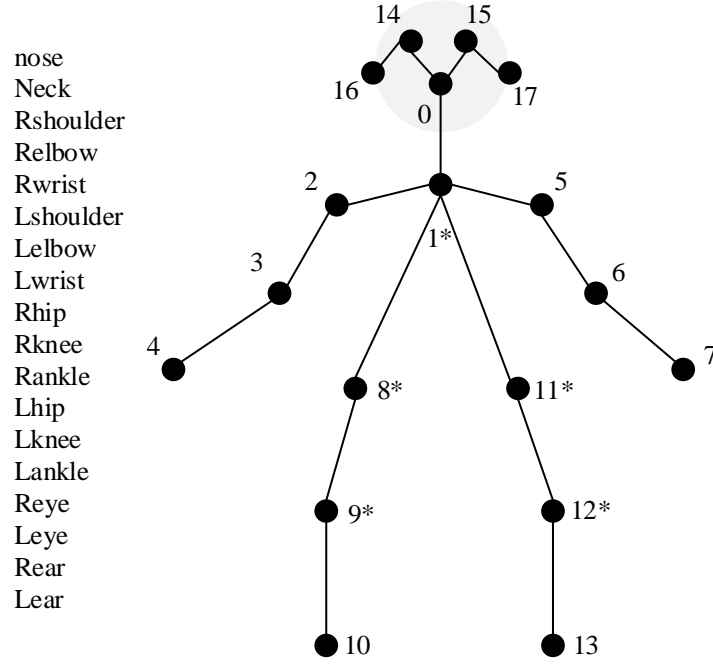 nose
Neck
Rshoulder
Relbow
Rwrist
Lshoulder
Lelbow
Lwrist
Rhip
Rknee
Rankle
Lhip
Lknee
Lankle
Reye
Leye
Rear
Lear
14
15
16
17
0
2
5
1*
3
6
4
7
8*
11*
9*
12*
10
13